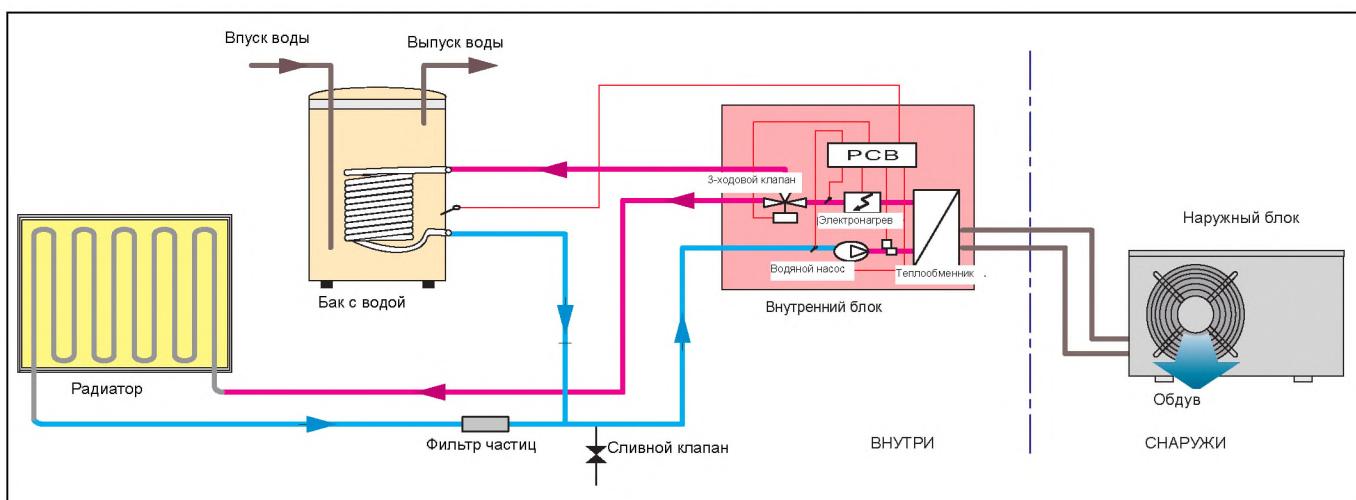 Впуск воды
Выпуск воды
PCB
3-ходовой клапан
Электронагрев
Наружный блок
Водяной насос
Теплообменник
Бак с водой
Внутренний блок
Радиатор
Обдув
Фильтр частиц
Сливной клапан
ВНУТРИ
СНАРУЖИ